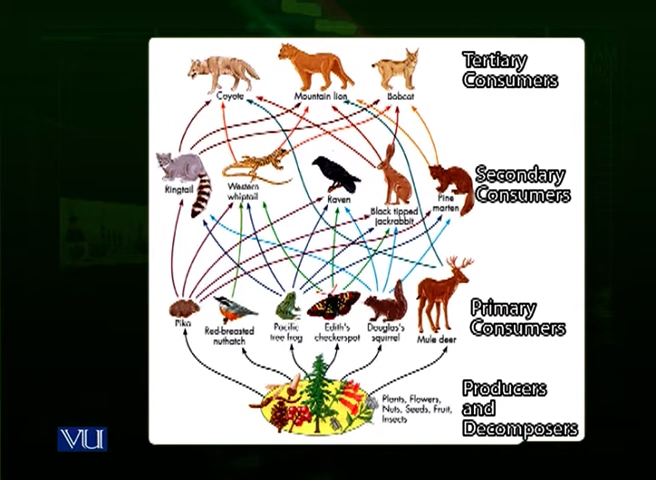 Tertiary
Consumers
Coyote
Mountain lion
Bobcat
Secondary
Consumers
Ringtail
Western
whiptail
Raven
Black tipped
jackrabbit
Pine
marten
Primary
Consumers
Pika
Red-breasted
nuthatch
Pacific
tree frog
Edith's
checkerspot
Douglas's
squirrel
Mule deer
Producers
and
Decomposers
Plants, Flowers,
Nuts, Seeds, Fruit,
Insects
VU